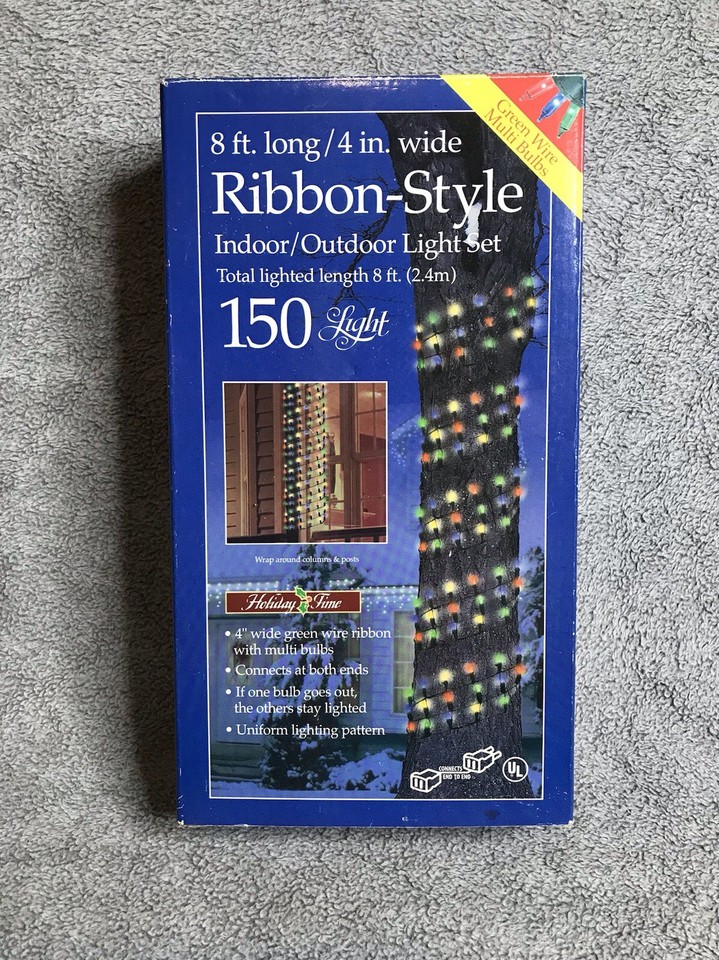 Green Wire
Multi Bulbs
8 ft. long/4 in. wide
Ribbon-Style
Indoor/Outdoor Light Set
Total lighted length 8 ft. (2.4m)
150 Light
Wrap around columns & posts
Holiday Time
• 4" wide green wire ribbon
with multi bulbs
• Connects at both ends
• If one bulb goes out,
the others stay lighted
• Uniform lighting pattern
CONNECTS
END TO END
UL